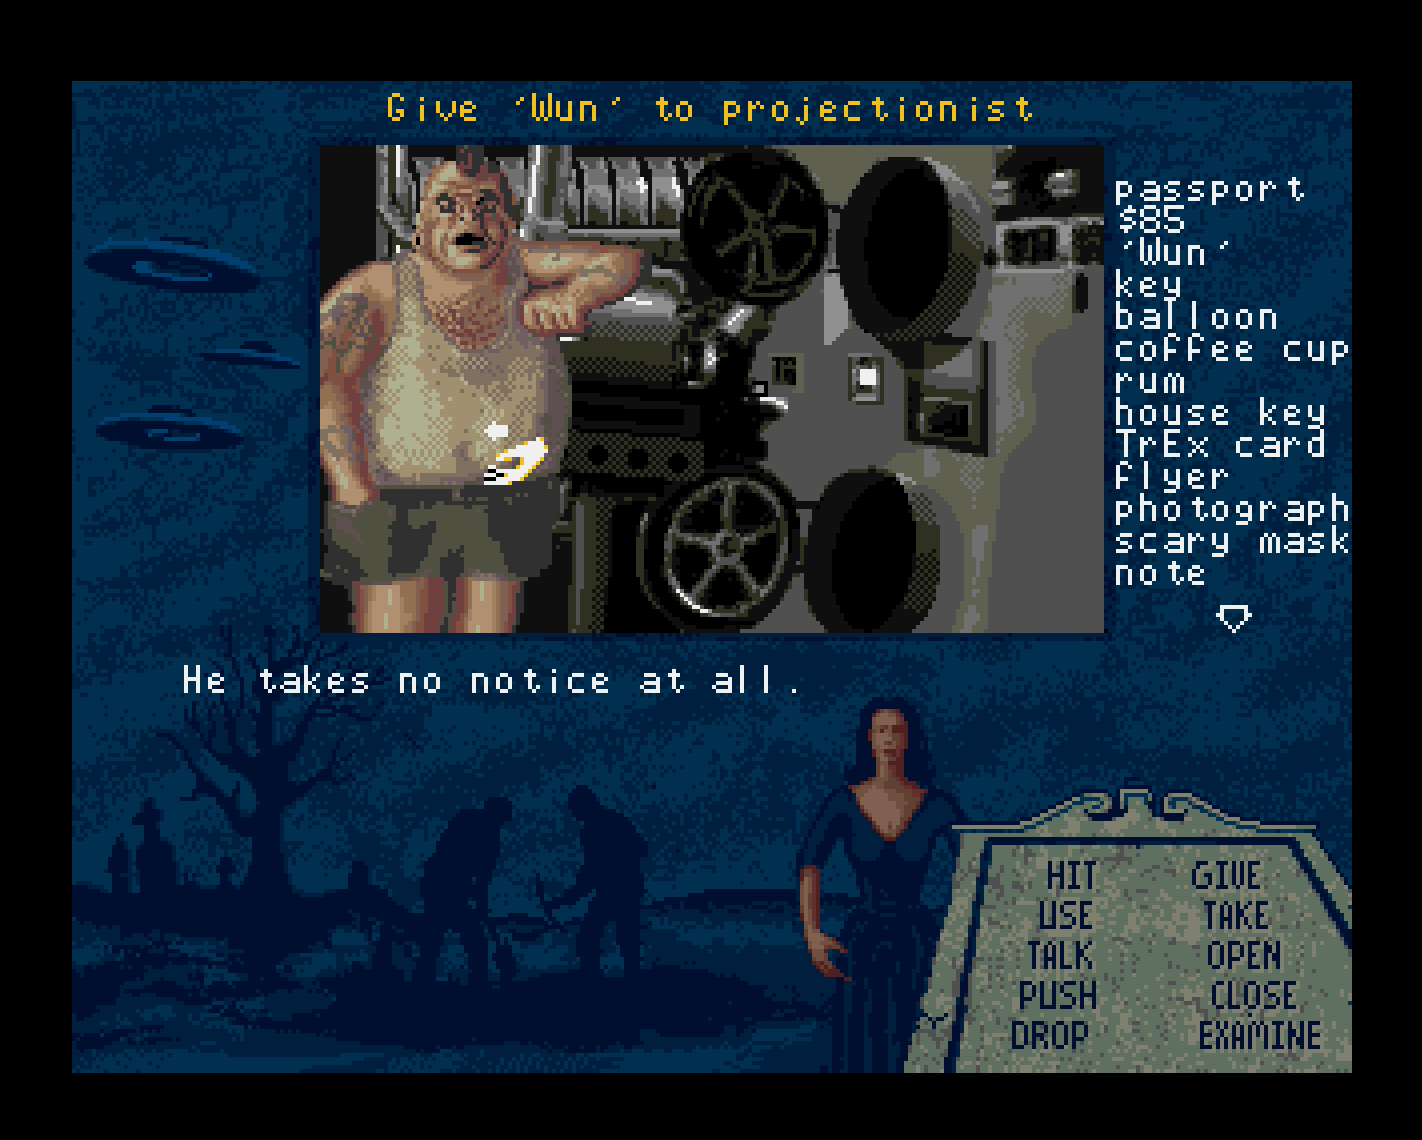 Give 'Wun' to projectionist
passport
$85
'Wun'
key
balloon
coffee cup
rum
house key
TrEx card
flyer
photograph
scary mask
note
He takes no notice at all.
HIT GIVE
USE TAKE
TALK OPEN
PUSH CLOSE
DROP EXAMINE